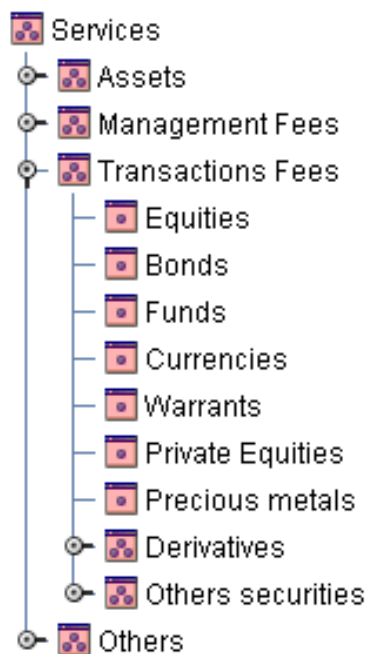 Services
Assets
Management Fees
Transactions Fees
Equities
Bonds
Funds
Currencies
Warrants
Private Equities
Precious metals
Derivatives
Others securities
Others